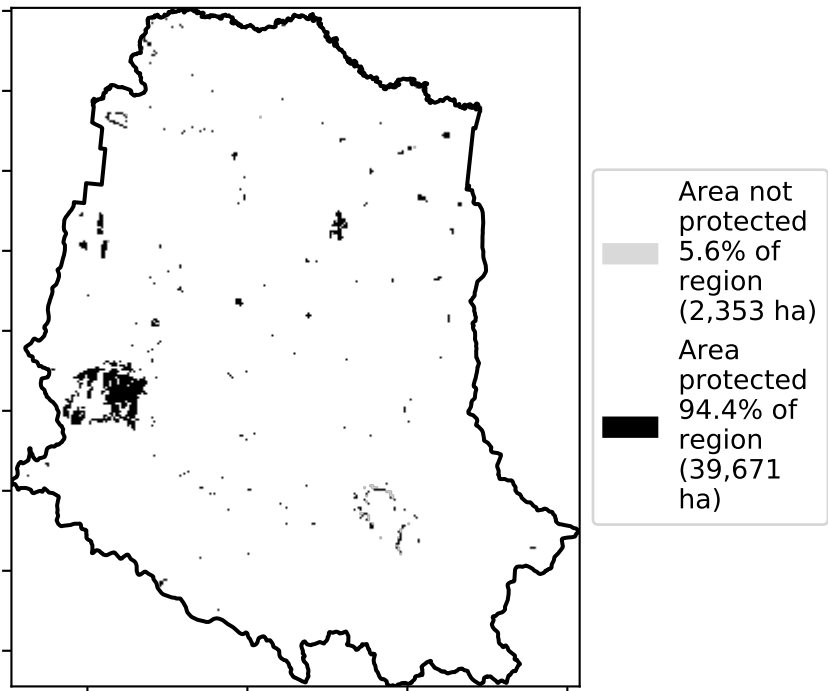 Area not
protected
5.6% of
region
(2,353 ha)
Area
protected
94.4% of
region
(39,671
ha)